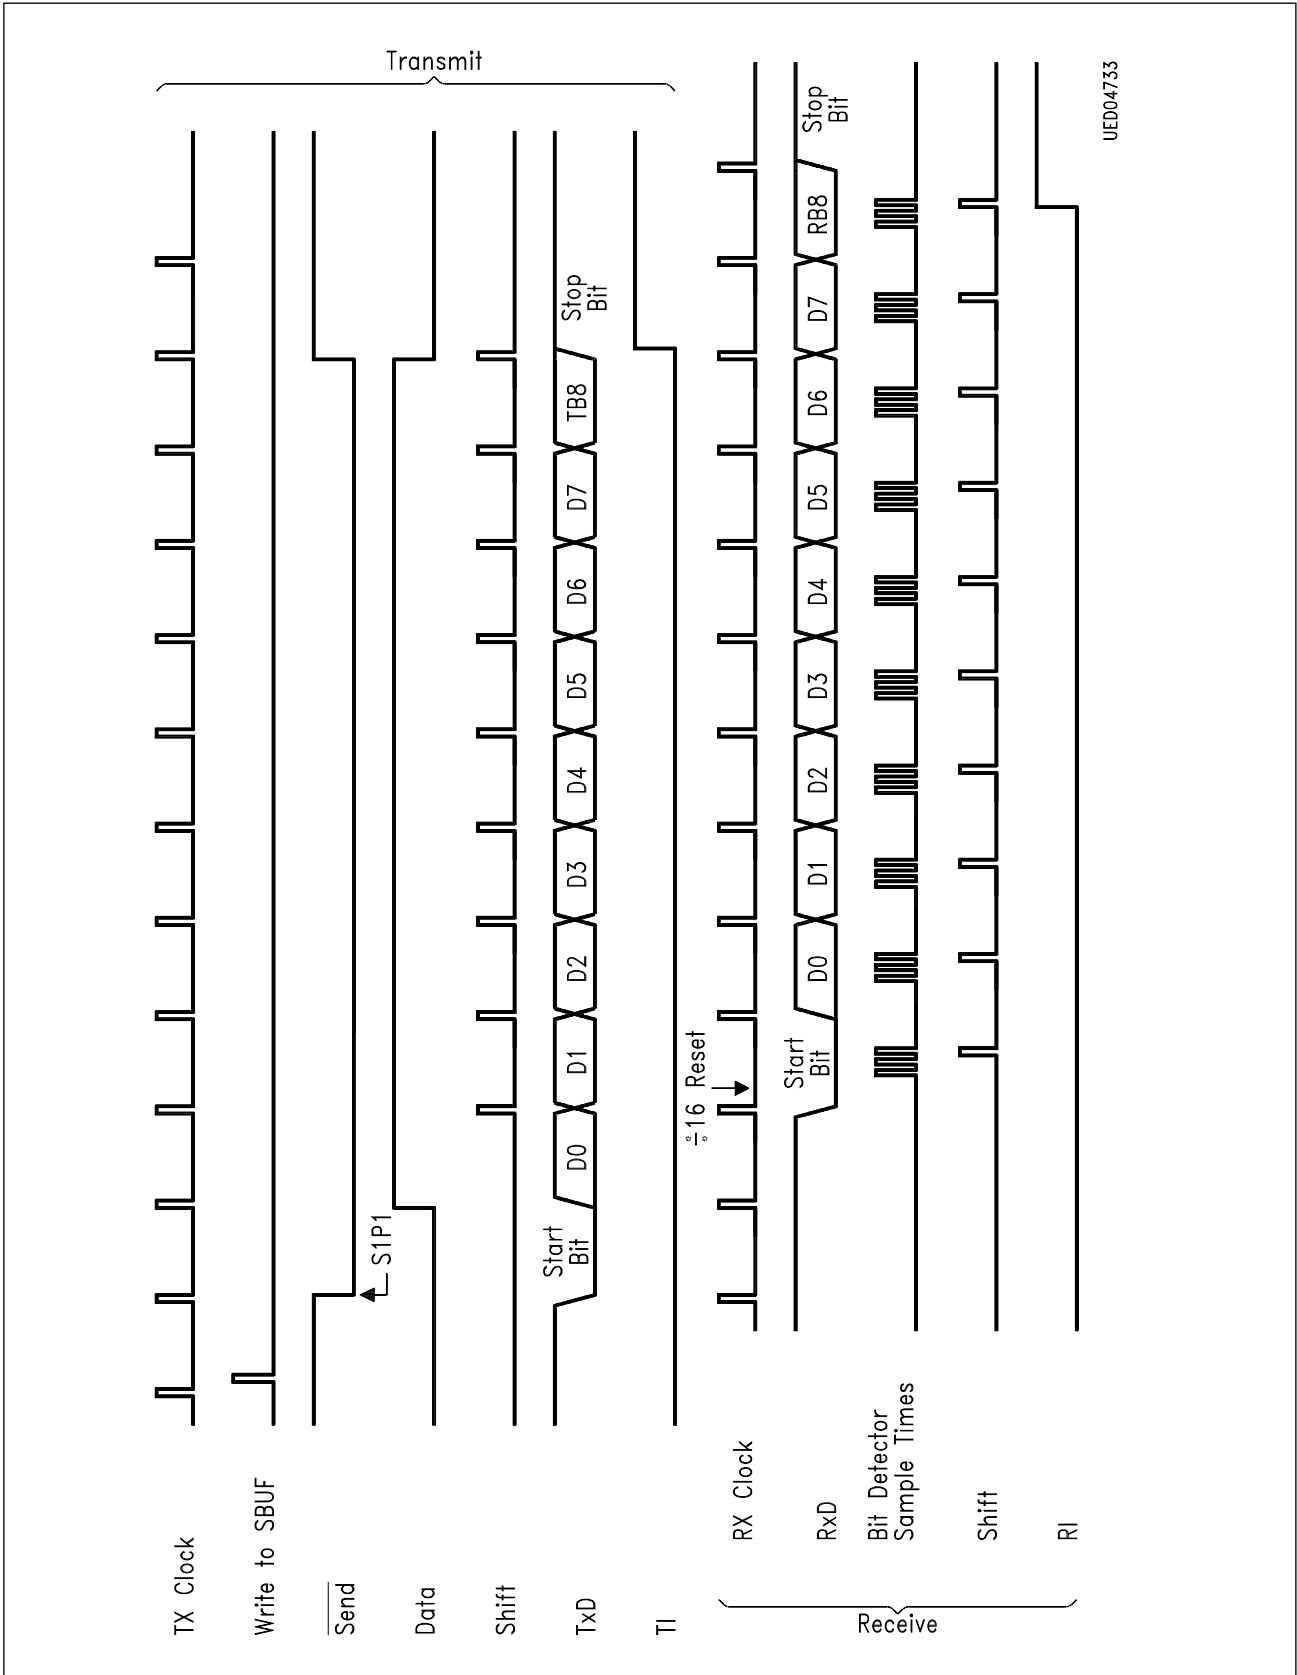 Transmit
TX Clock
Write to SBUF
Send
S1P1
Data
Shift
TxD
Start
Bit
D0
D1
D2
D3
D4
D5
D6
D7
TB8
Stop
Bit
TI
÷16 Reset
RX Clock
RxD
Start
Bit
D0
D1
D2
D3
D4
D5
D6
D7
RB8
Stop
Bit
Bit Detector
Sample Times
Shift
RI
Receive
UED04733